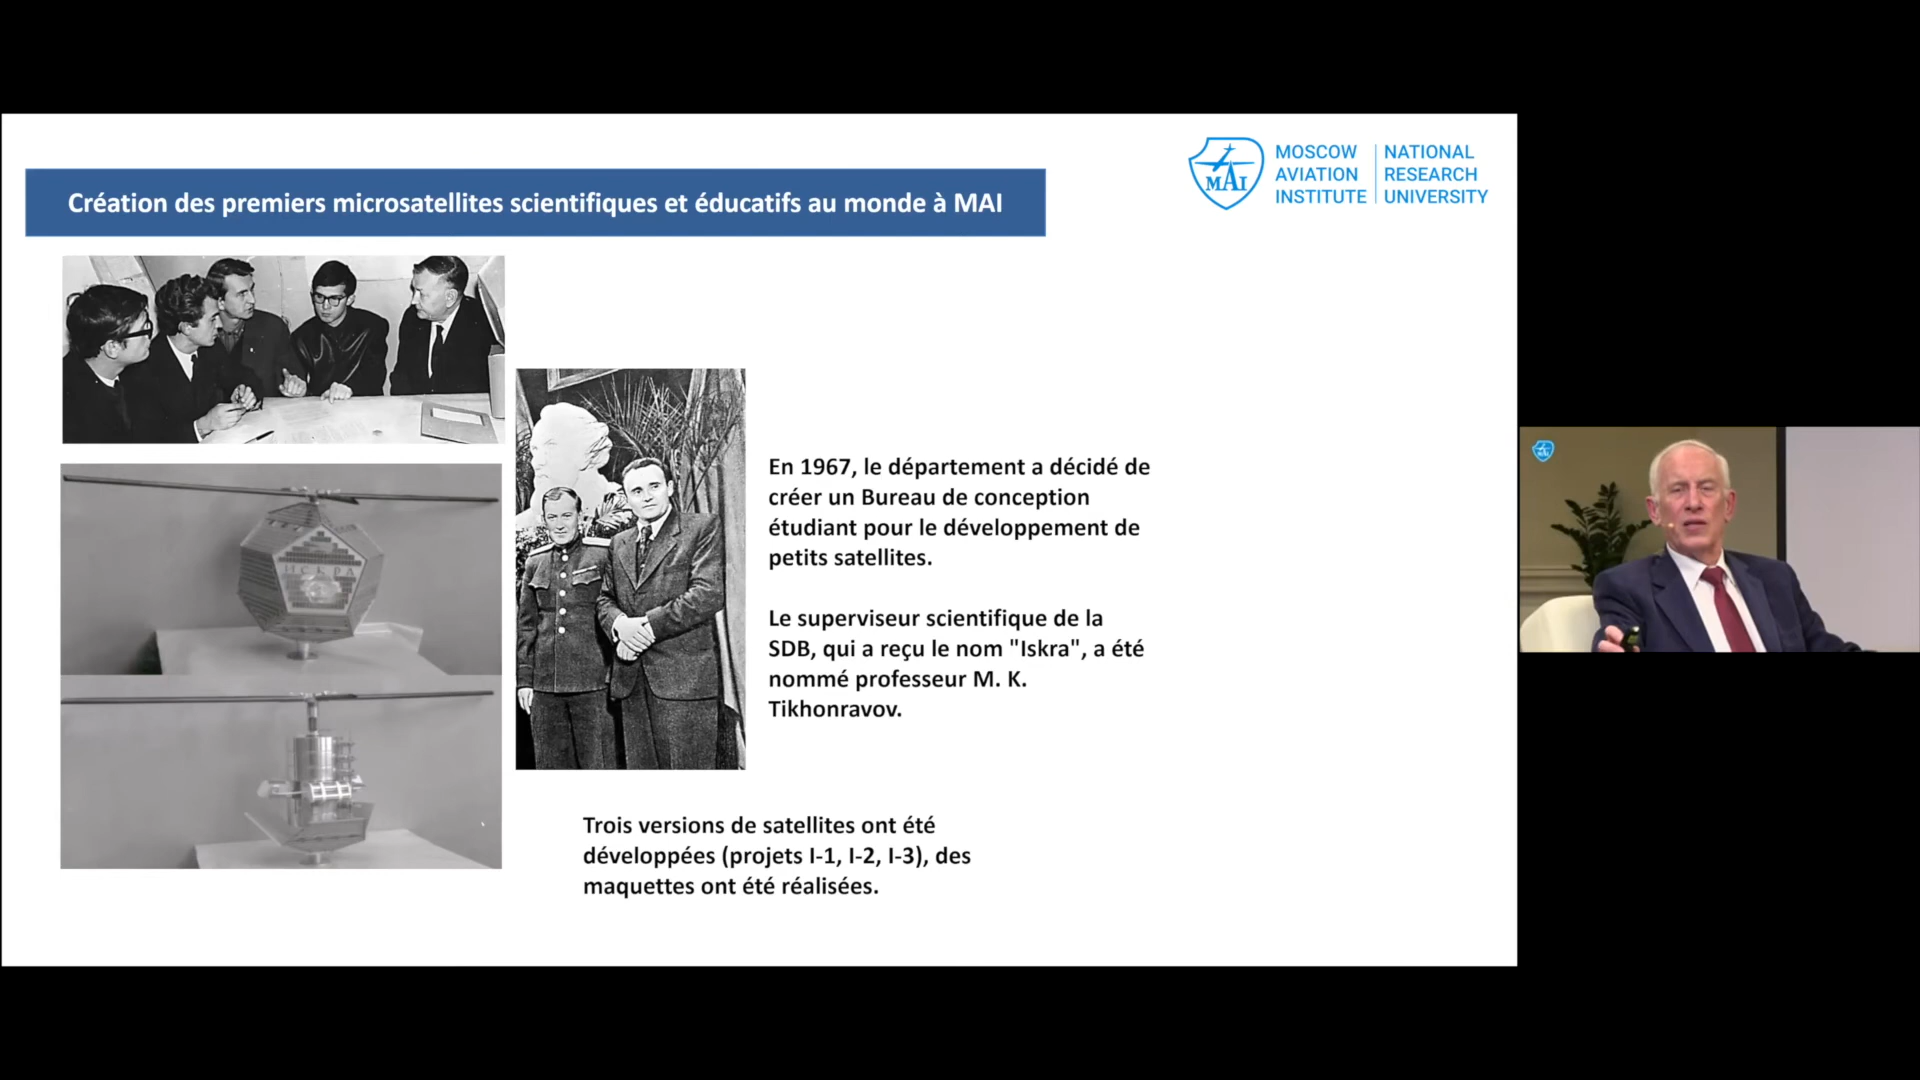 Création des premiers microsatellites scientifiques et éducatifs au monde à MAI
MAI
MOSCOW
AVIATION
INSTITUTE
NATIONAL
RESEARCH
UNIVERSITY
ИСКРА
En 1967, le département a décidé de
créer un Bureau de conception
étudiant pour le développement de
petits satellites.
Le superviseur scientifique de la
SDB, qui a reçu le nom "Iskra", a été
nommé professeur M. K.
Tikhonravov.
Trois versions de satellites ont été
développées (projets I-1, I-2, I-3), des
maquettes ont été réalisées.
MAI